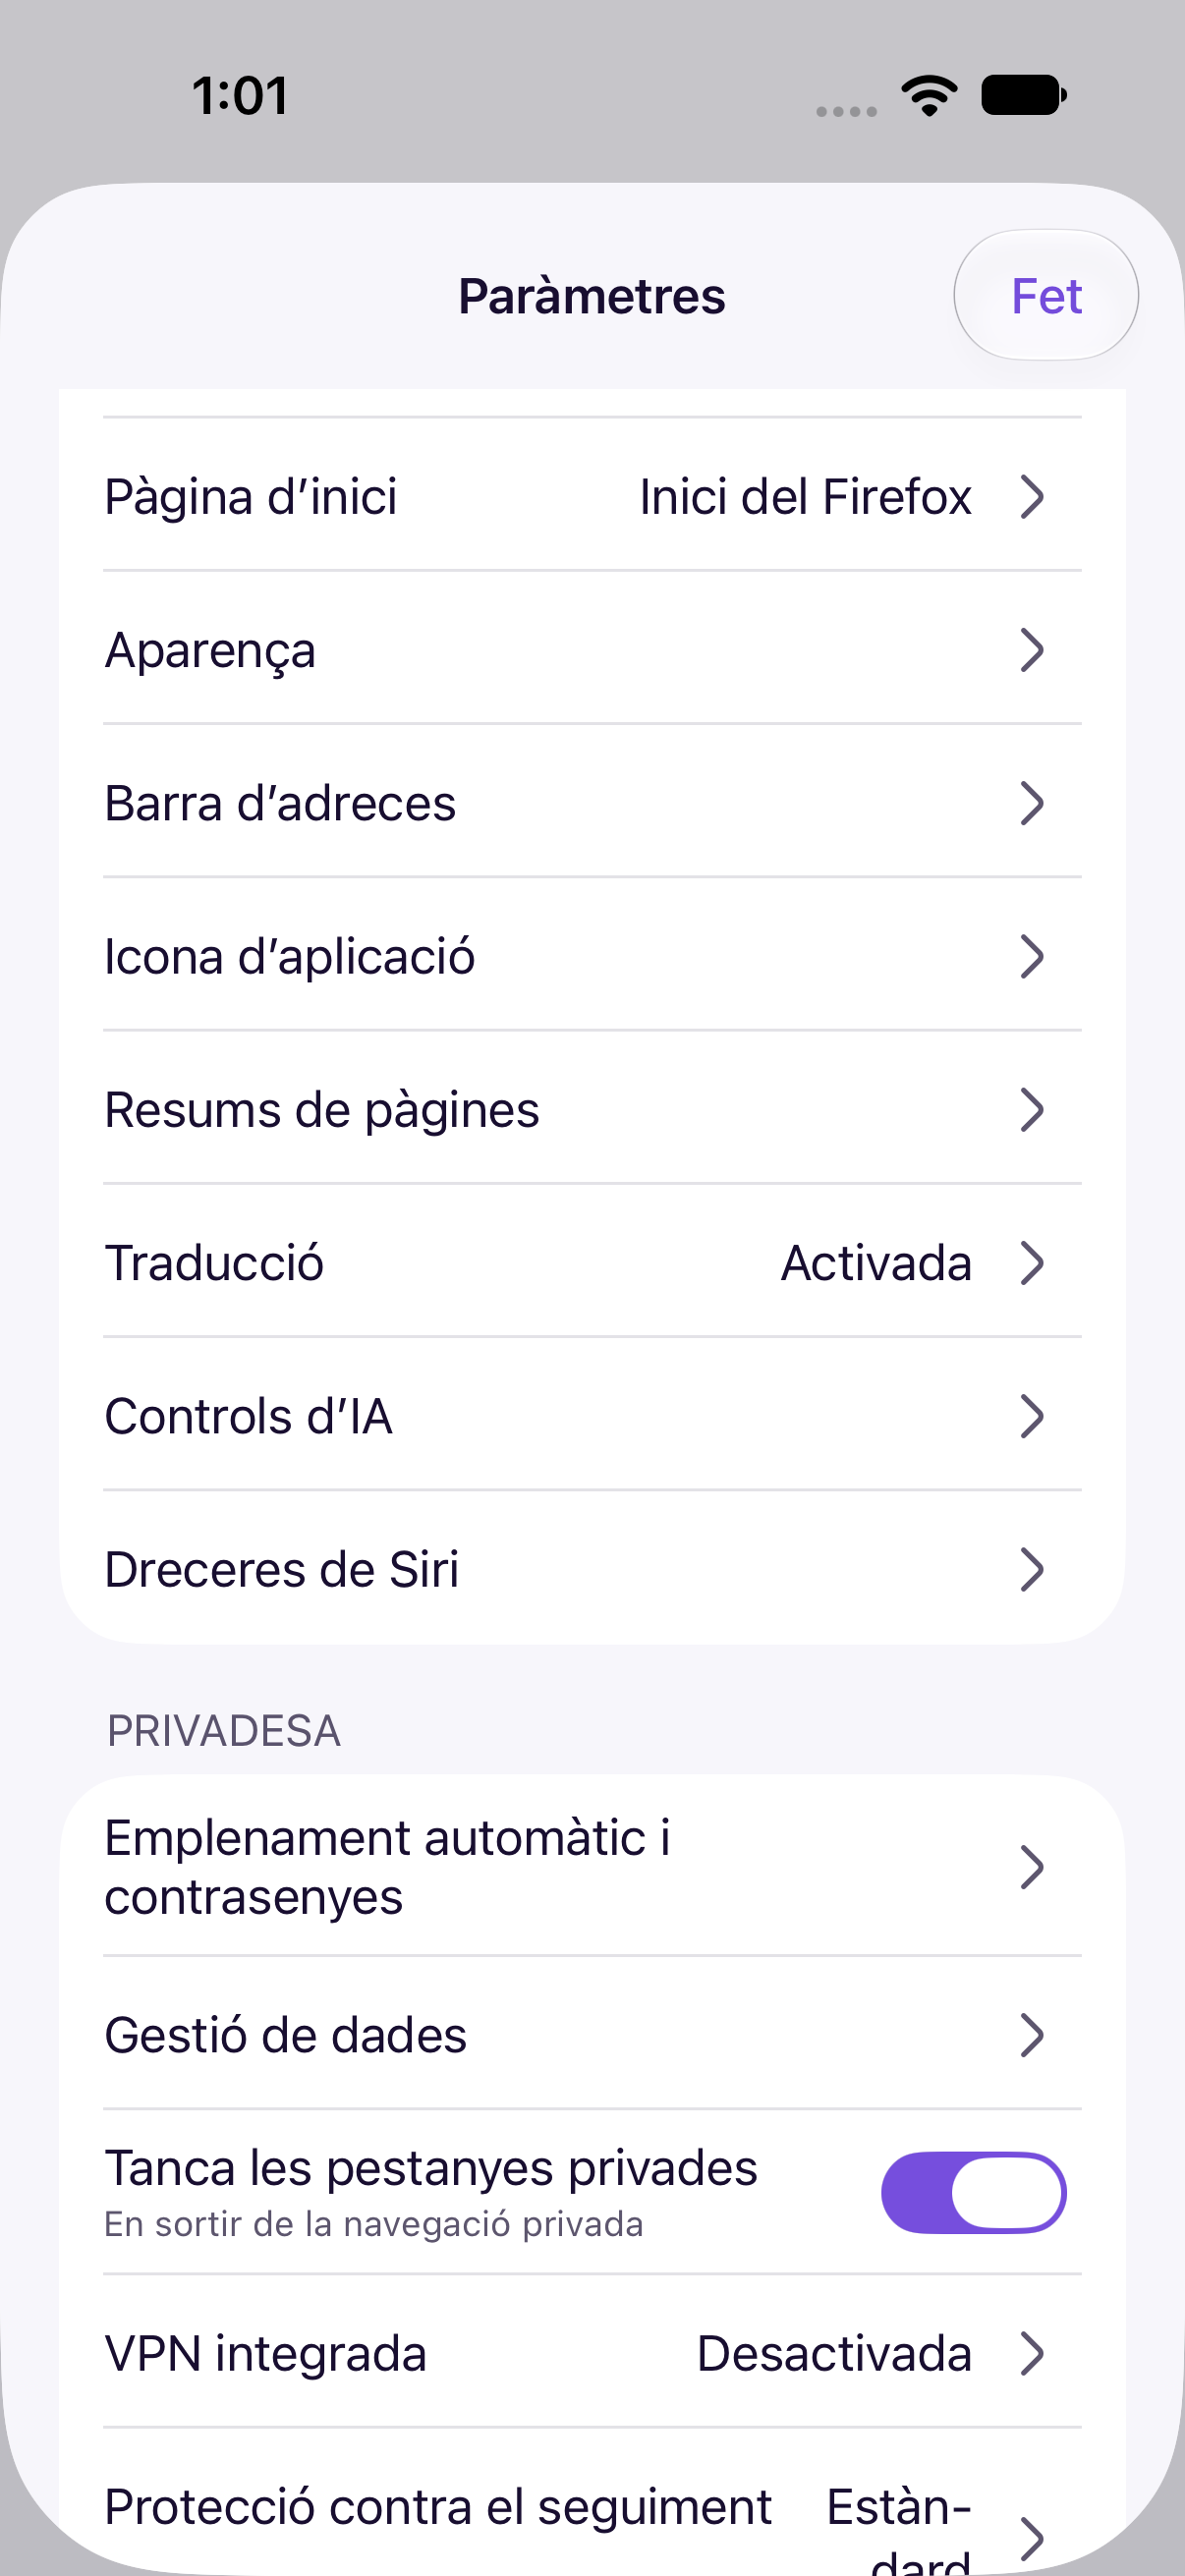 1:01
Paràmetres
Fet
Pàgina d’inici Inici del Firefox
Aparença
Barra d’adreces
Icona d’aplicació
Resums de pàgines
Traducció Activada
Controls d’IA
Dreceres de Siri
PRIVADESA
Emplenament automàtic i
contrasenyes
Gestió de dades
Tanca les pestanyes privades
En sortir de la navegació privada
VPN integrada Desactivada
Protecció contra el seguiment Estàn-
dard